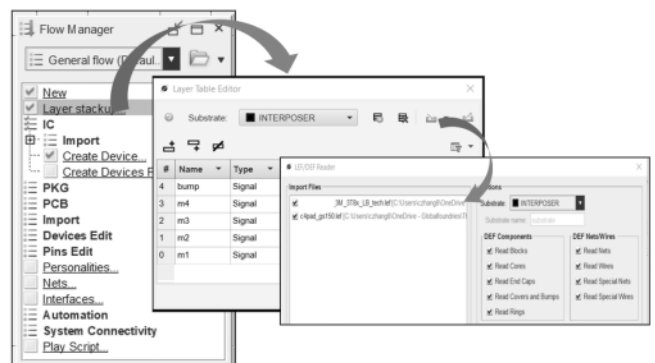 Flow Manager
General flow (Defaul...
New
Layer stacku
IC
Import
Create Device...
Create Devices F
PKG
PCB
Import
Devices Edit
Pins Edit
Personalities...
Nets...
Interfaces...
Automation
System Connectivity
Play Script...
Layer Table Editor
Substrate: INTERPOSER
# Name Type
4 bump Signal
3 m4 Signal
2 m3 Signal
1 m2 Signal
0 m1 Signal
LEF/DEF Reader
Import Files
Substrate: INTERPOSER
Substrate name: substrate
DEF Components
Read Blocks
Read Cores
Read End Caps
Read Covers and Bumps
Read Rings
DEF Nets/Wires
Read Nets
Read Wires
Read Special Nets
Read Special Wires